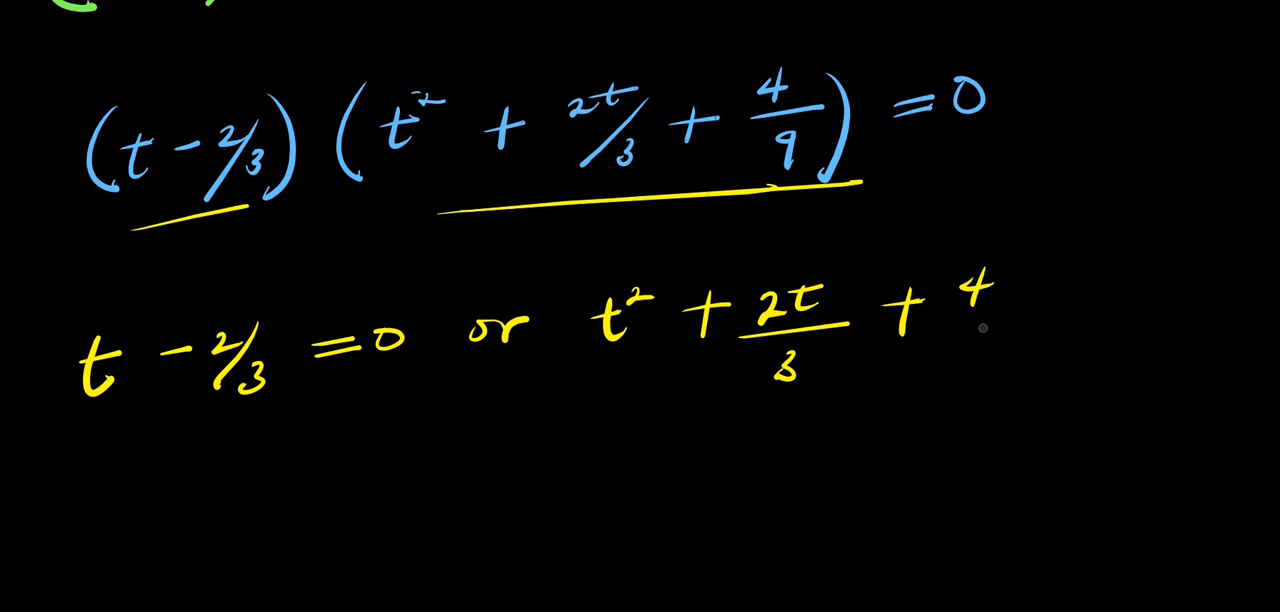 (t - 2/3) (t² + 2t/3 + 4/9) = 0
t - 2/3 = 0 or t² + 2t/3 + 4